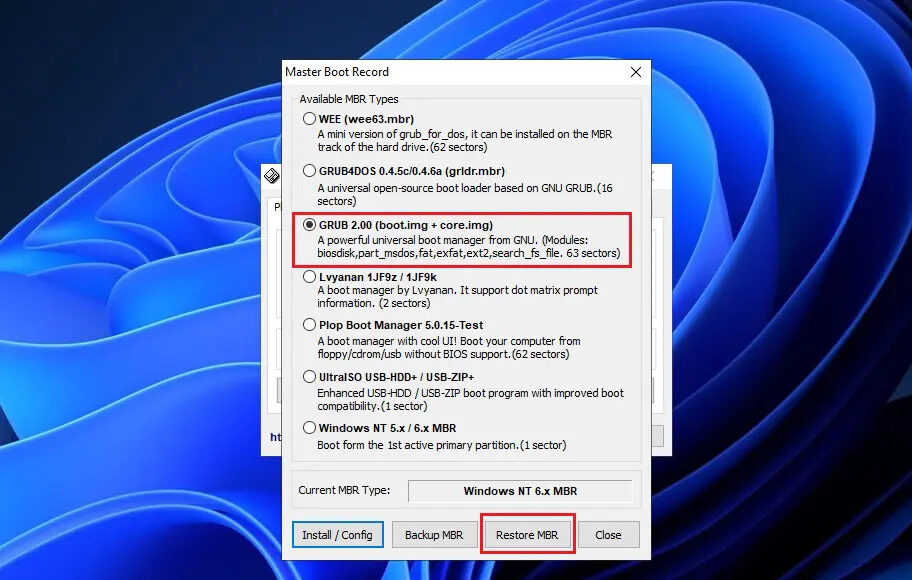 Master Boot Record
Available MBR Types
WEE (wee63.mbr)
A mini version of grub_for_dos, it can be installed on the MBR
track of the hard drive.(62 sectors)
GRUB4DOS 0.4.5c/0.4.6a (grldr.mbr)
A universal open-source boot loader based on GNU GRUB.(16
sectors)
GRUB 2.00 (boot.img + core.img)
A powerful universal boot manager from GNU. (Modules:
biosdisk,part_msdos,fat,exfat,ext2,search_fs_file. 63 sectors)
Lvyanan 1JF9z / 1JF9k
A boot manager by Lvyanan. It support dot matrix prompt
information. (2 sectors)
Plop Boot Manager 5.0.15-Test
A boot manager with cool UI! Boot your computer from
floppy/cdrom/usb without BIOS support.(62 sectors)
UltraISO USB-HDD+ / USB-ZIP+
Enhanced USB-HDD / USB-ZIP boot program with improved boot
compatibility.(1 sector)
Windows NT 5.x / 6.x MBR
Boot form the 1st active primary partition.(1 sector)
ht
Current MBR Type: Windows NT 6.x MBR
Install / Config Backup MBR Restore MBR Close